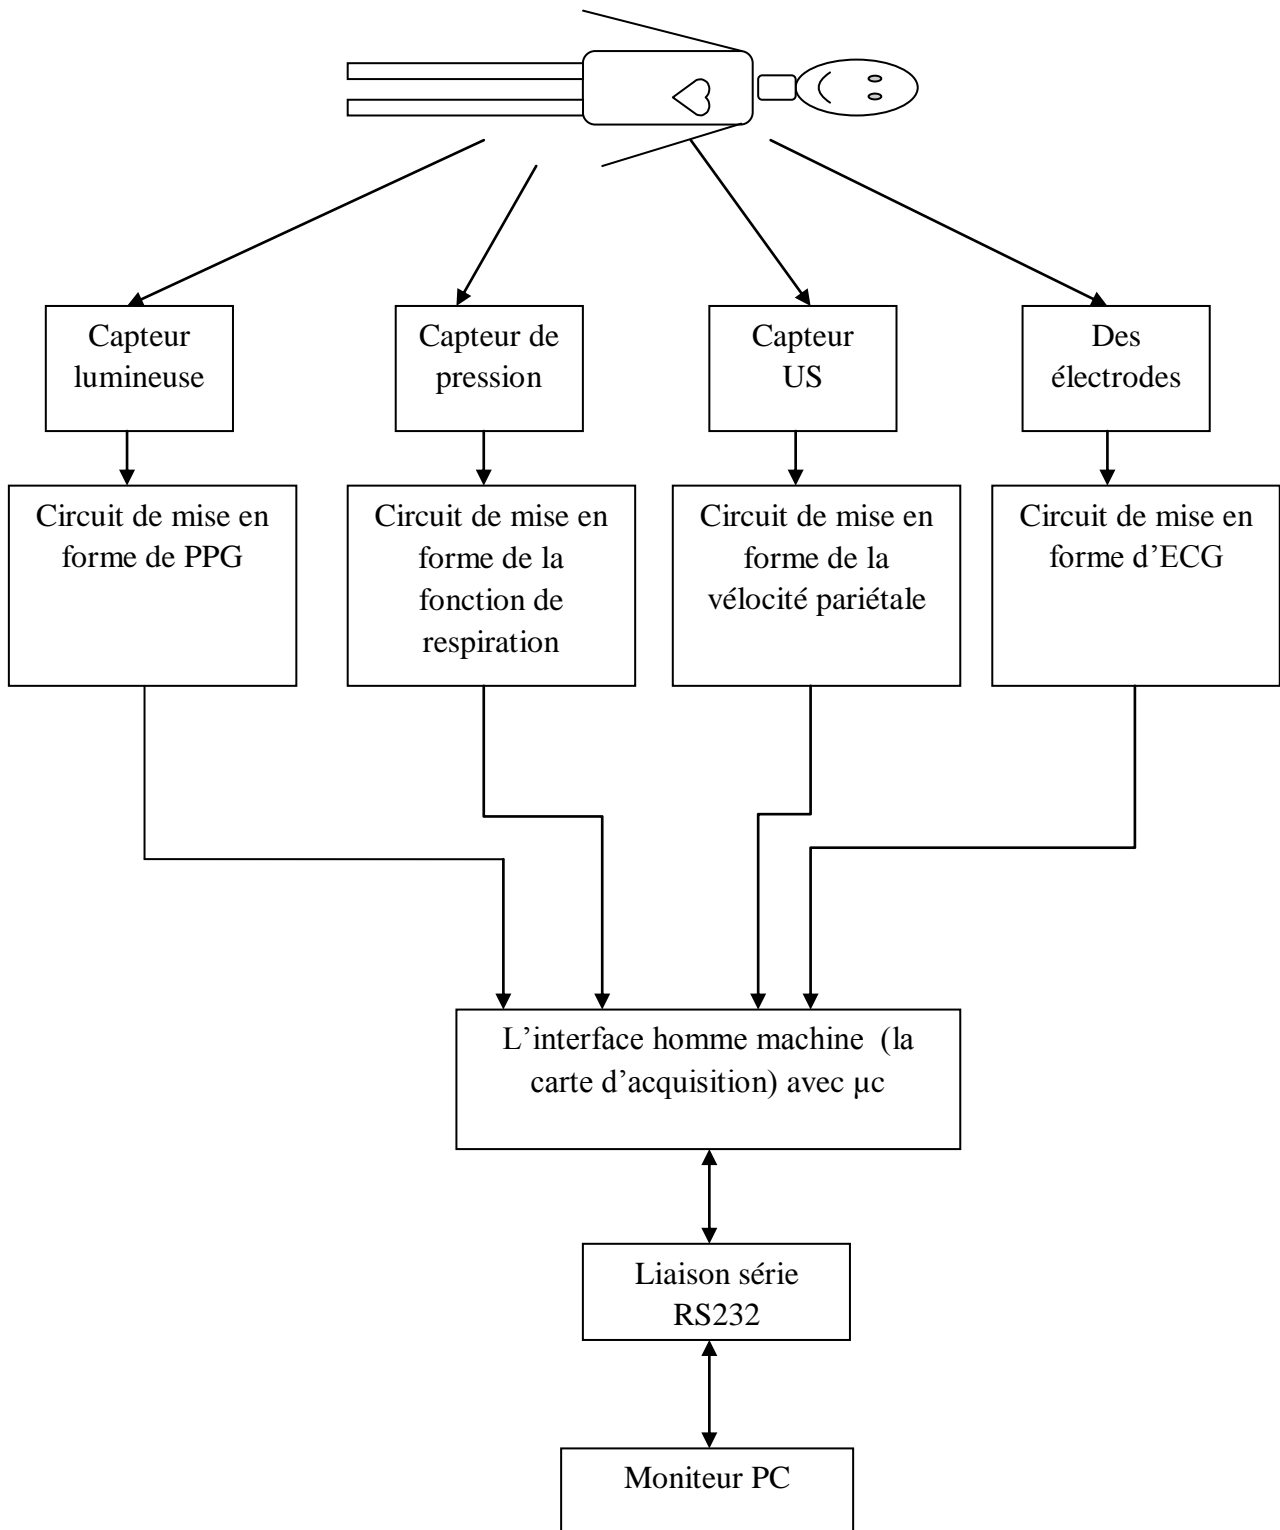 Capteur
lumineuse
Capteur de
pression
Capteur
US
Des
électrodes
Circuit de mise en
forme de PPG
Circuit de mise en
forme de la
fonction de
respiration
Circuit de mise en
forme de la
vélocité pariétale
Circuit de mise en
forme d’ECG
L’interface homme machine (la
carte d’acquisition) avec µc
Liaison série
RS232
Moniteur PC